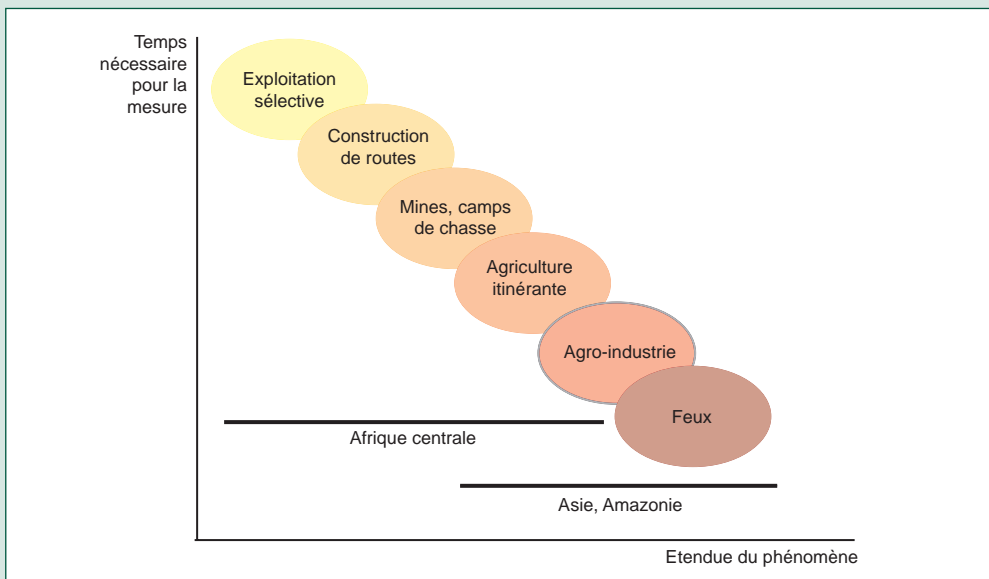 Temps
nécessaire
pour la
mesure
Exploitation
sélective
Construction
de routes
Mines, camps
de chasse
Agriculture
itinérante
Agro-industrie
Feux
Afrique centrale
Asie, Amazonie
Etendue du phénomène